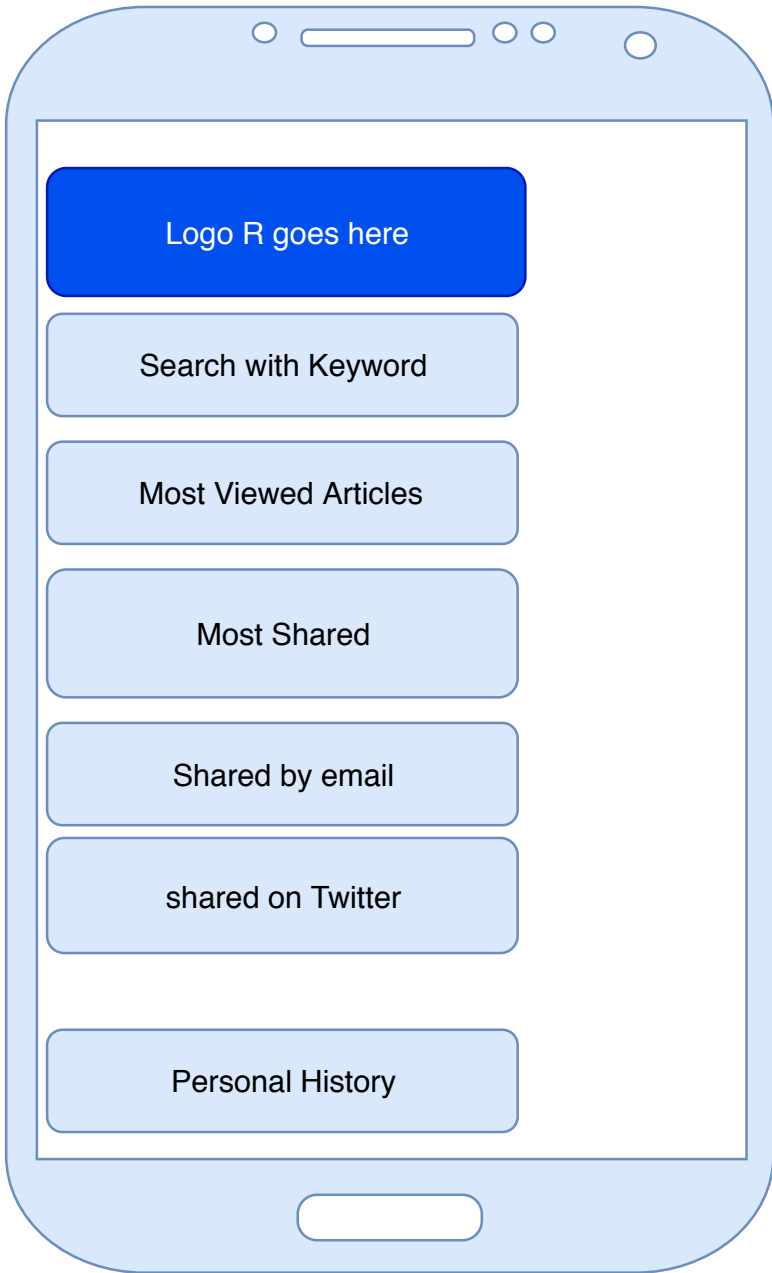 Logo R goes here
Search with Keyword
Most Viewed Articles
Most Shared
Shared by email
shared on Twitter
Personal History